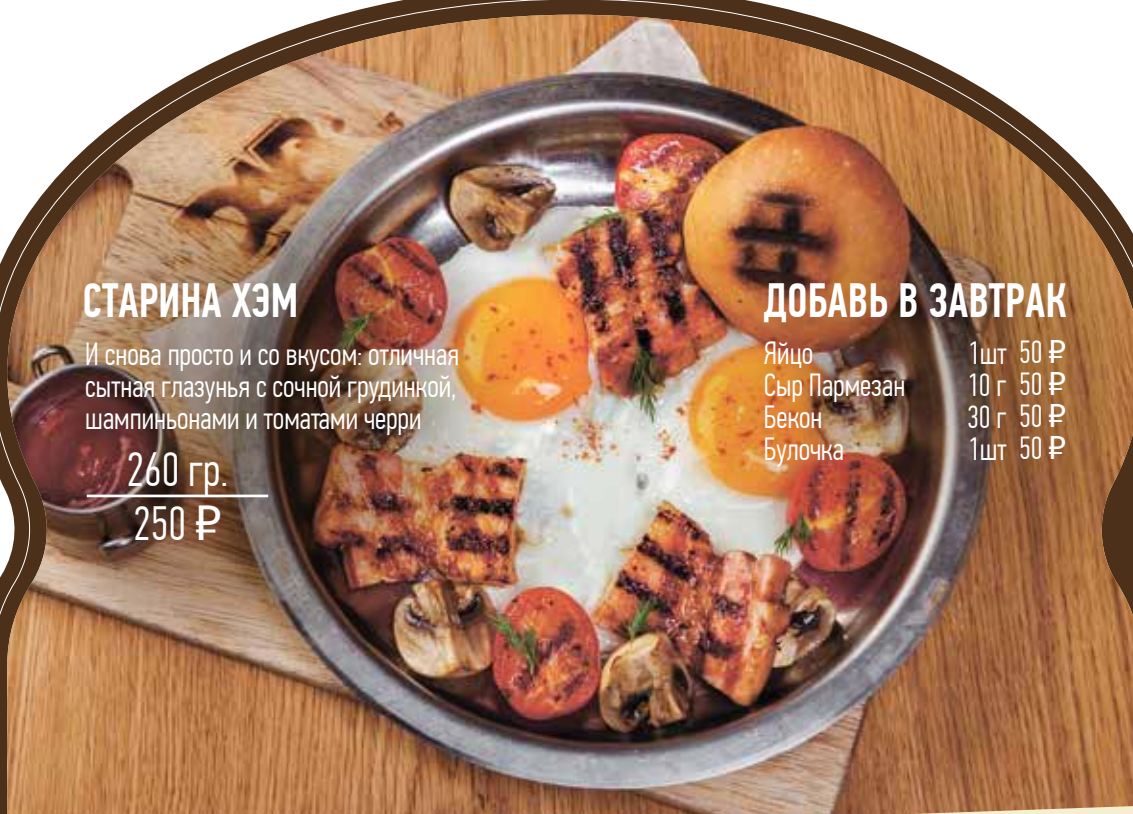 СТАРИНА ХЭМ
И снова просто и со вкусом: отличная
сытная глазунья с сочной грудинкой,
шампиньонами и томатами черри
260 гр.
250 ₽
ДОБАВЬ В ЗАВТРАК
Яйцо 1шт 50 ₽
Сыр Пармезан 10 г 50 ₽
Бекон 30 г 50 ₽
Булочка 1шт 50 ₽